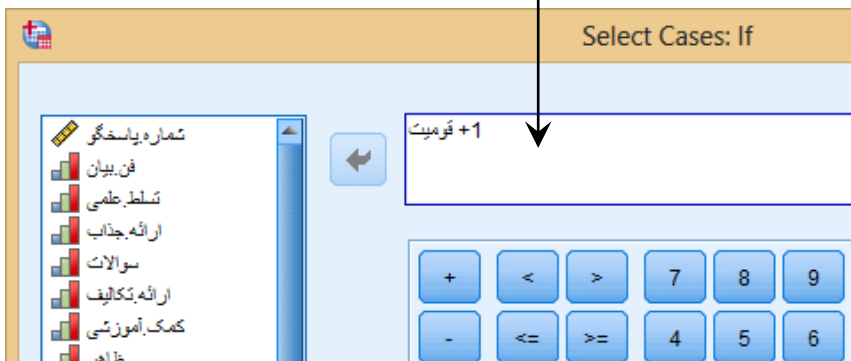 Select Cases: If
شماره.پاسخگو
فن.بیان
تسلط.علمی
ارائه.جذاب
سوالات
ارائه.تکالیف
کمک.آموزشی
ظاهر
قومیت +1
+ < > 7 8 9
- <= >= 4 5 6